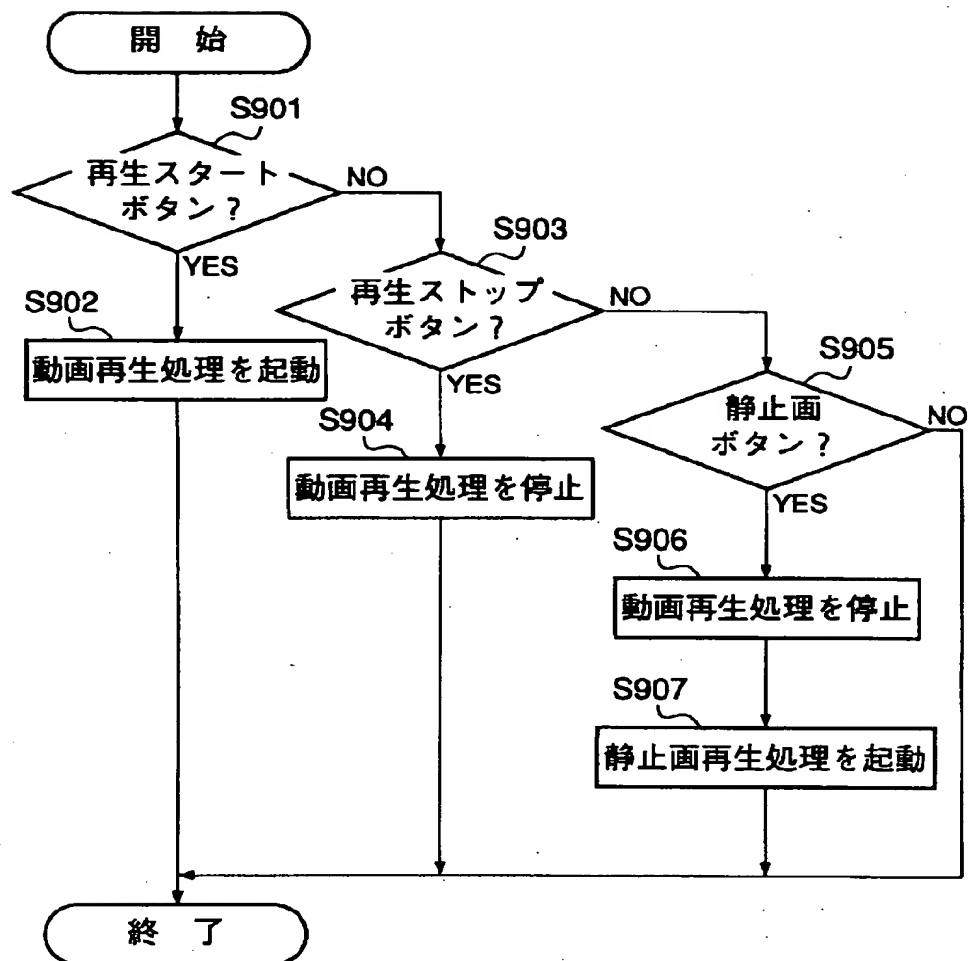 開 始
S901
再生スタート
ボタン？
NO
YES
S902
動画再生処理を起動
S903
再生ストップ
ボタン？
NO
YES
S904
動画再生処理を停止
S905
静止画
ボタン？
NO
YES
S906
動画再生処理を停止
S907
静止画再生処理を起動
終 了